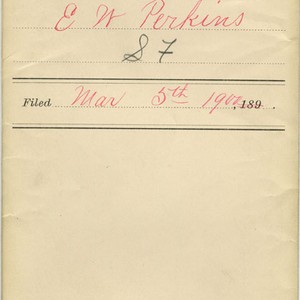 E W Perkins
S F
Filed Mar 5th 1900, 189 .